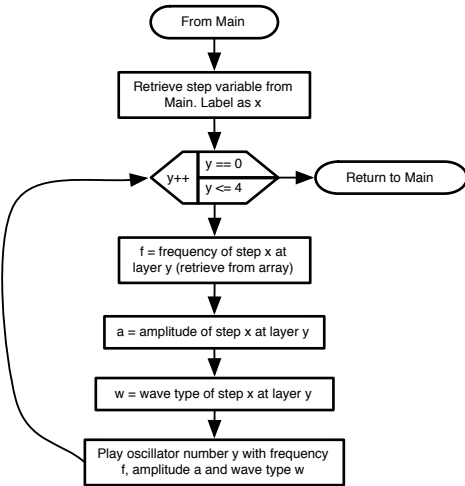 From Main
Retrieve step variable from
Main. Label as x
y++
y == 0
y <= 4
Return to Main
f = frequency of step x at
layer y (retrieve from array)
a = amplitude of step x at layer y
w = wave type of step x at layer y
Play oscillator number y with frequency
f, amplitude a and wave type w